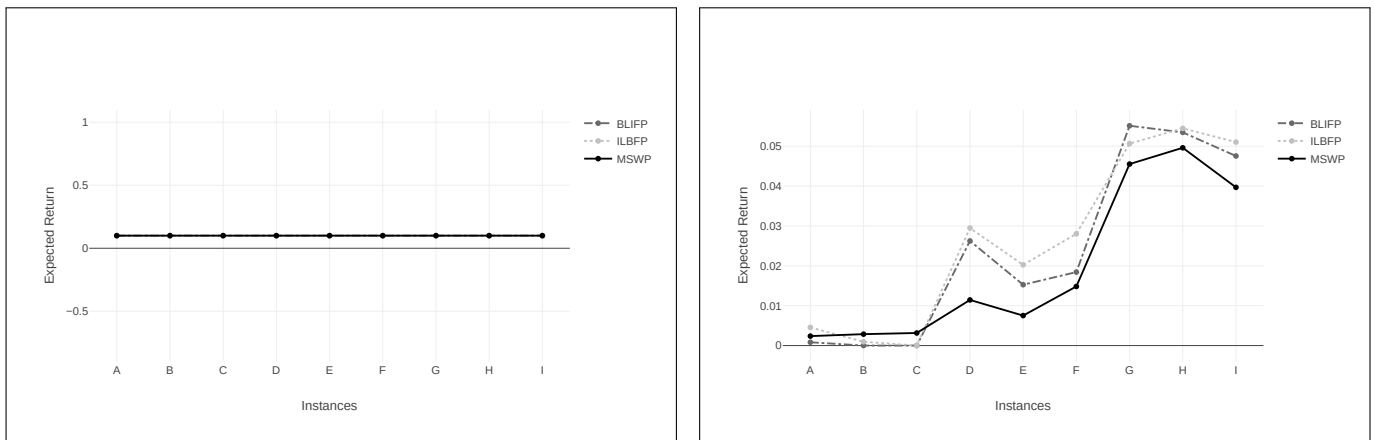 1
0.5
0
−0.5
Expected Return
A B C D E F G H I
Instances
BLIFP
ILBFP
MSWP
0.05
0.04
0.03
0.02
0.01
0
Expected Return
A B C D E F G H I
Instances
BLIFP
ILBFP
MSWP